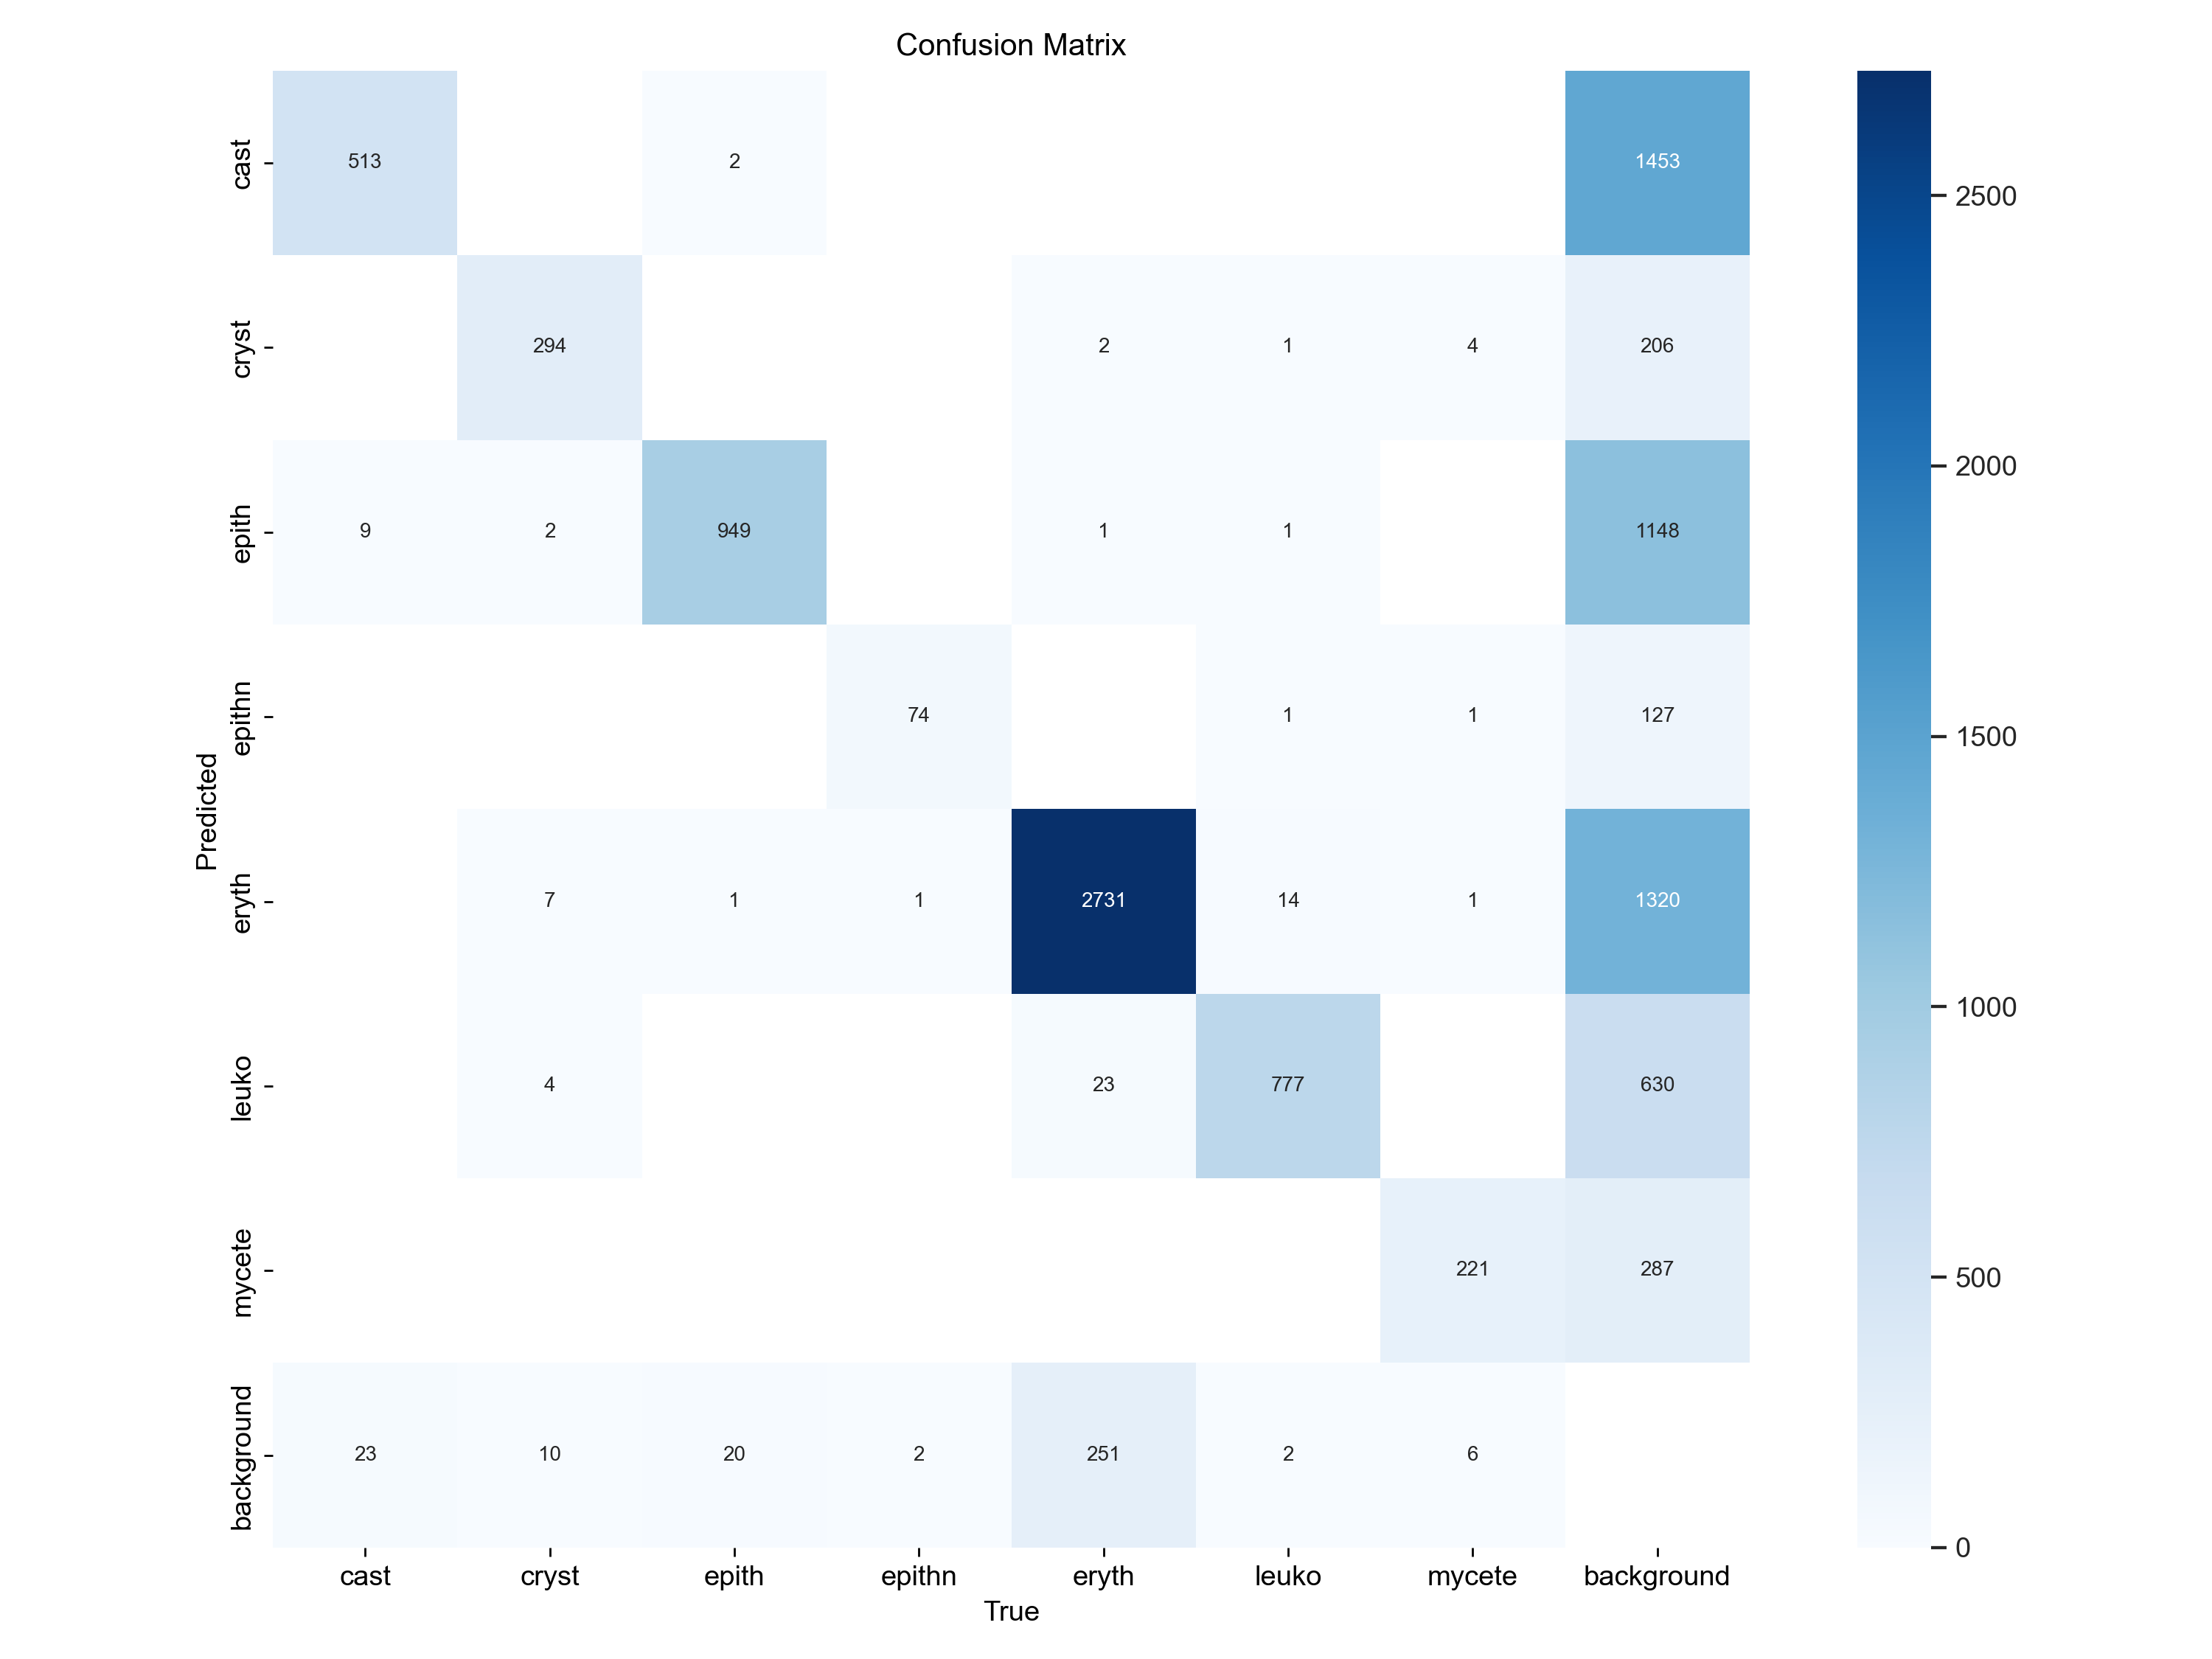 Confusion Matrix
cast 513 2 1453
cryst 294 2 1 4 206
epith 9 2 949 1 1 1148
epithn 74 1 1 127
eryth 7 1 1 2731 14 1 1320
leuko 4 23 777 630
mycete 221 287
background 23 10 20 2 251 2 6
cast cryst epith epithn eryth leuko mycete background
True
Predicted
2500
2000
1500
1000
500
0